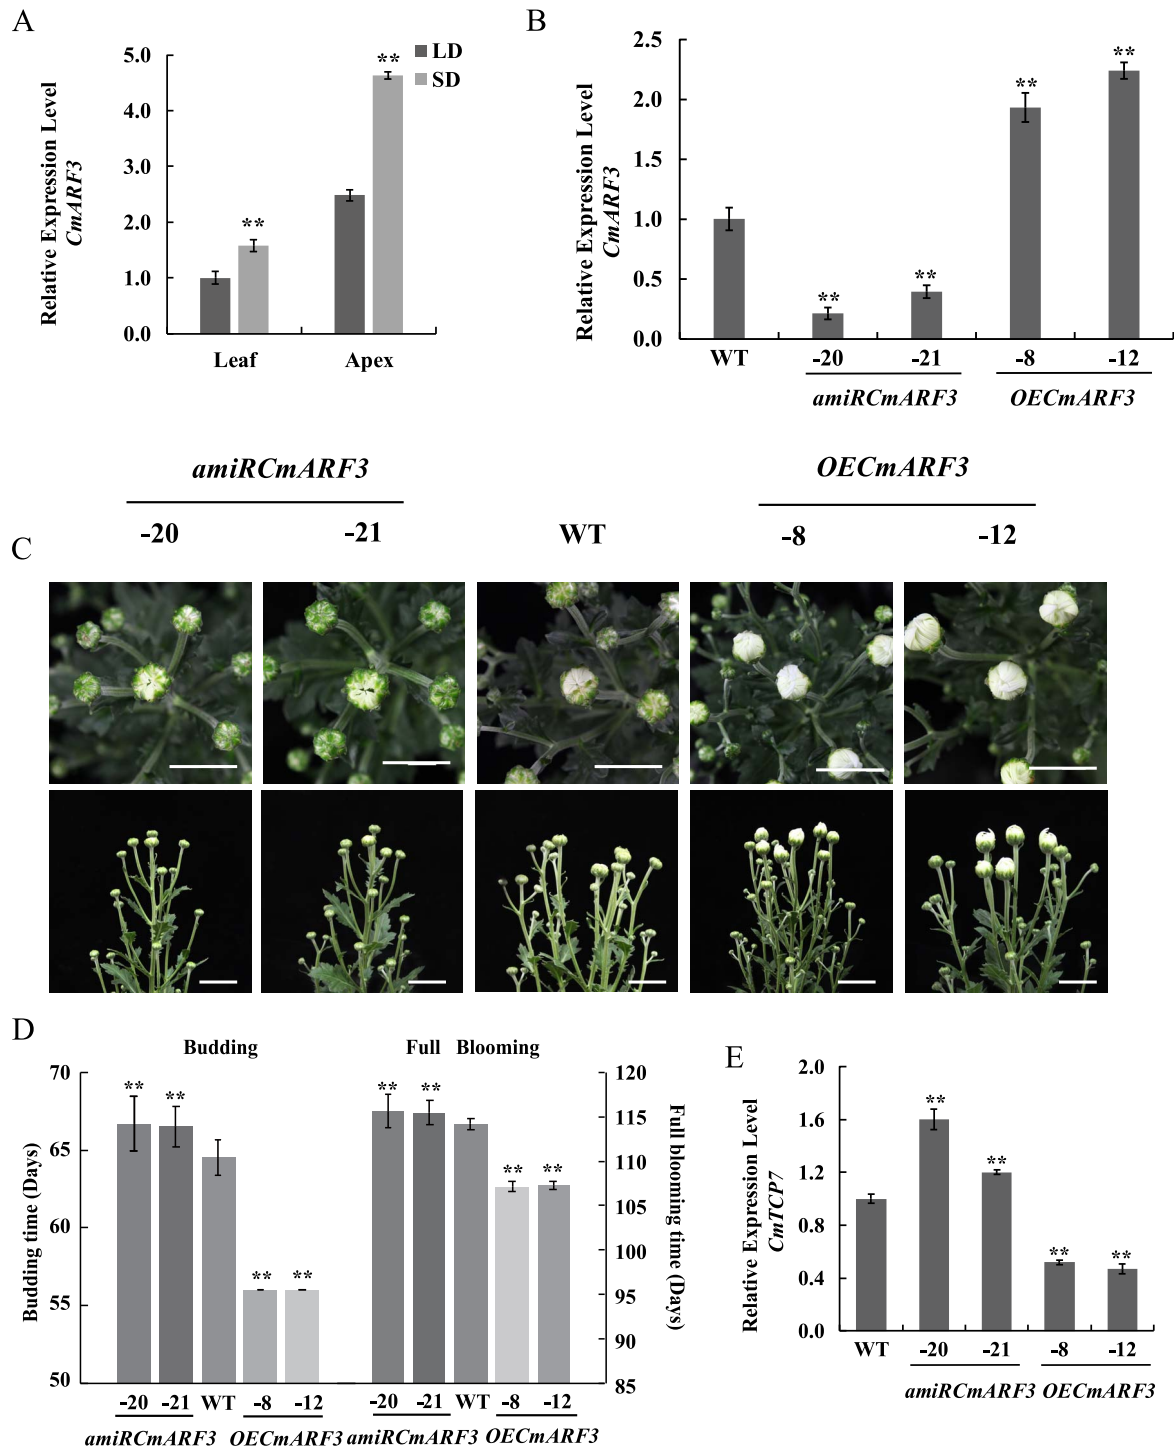 A
Relative Expression Level
CmARF3
5.0
4.0
3.0
2.0
1.0
0.0
LD
SD
**
**
Leaf
Apex
B
Relative Expression Level
CmARF3
2.5
2.0
1.5
1.0
0.5
0.0
**
**
**
**
WT
-20
-21
-8
-12
amiRCmARF3
OECmARF3
amiRCmARF3
OECmARF3
-20
-21
WT
-8
-12
C
D
Budding
Full Blooming
Budding time (Days)
70
65
60
55
50
**
**
**
**
**
**
**
**
120
115
110
105
100
95
90
85
Full blooming time (Days)
-20
-21
WT
-8
-12
-20
-21
WT
-8
-12
amiRCmARF3
OECmARF3
amiRCmARF3
OECmARF3
E
Relative Expression Level
CmTCP7
2.0
1.6
1.2
0.8
0.4
0.0
**
**
**
**
WT
-20
-21
-8
-12
amiRCmARF3
OECmARF3